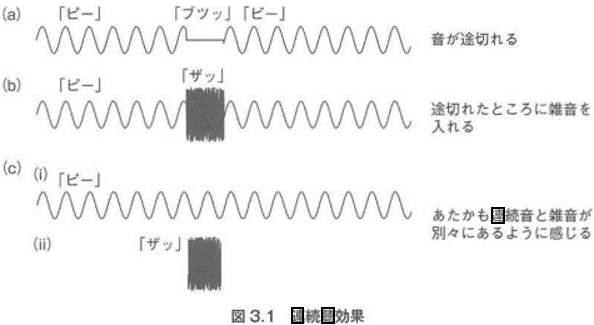 (a) 「ピー」 「ブツッ」「ピー」
音が途切れる
(b) 「ピー」 「ザッ」
途切れたところに雑音を
入れる
(c) (i) 「ピー」
あたかも 続音と雑音が
別々にあるように感じる
(ii) 「ザッ」
図 3.1 続 効果